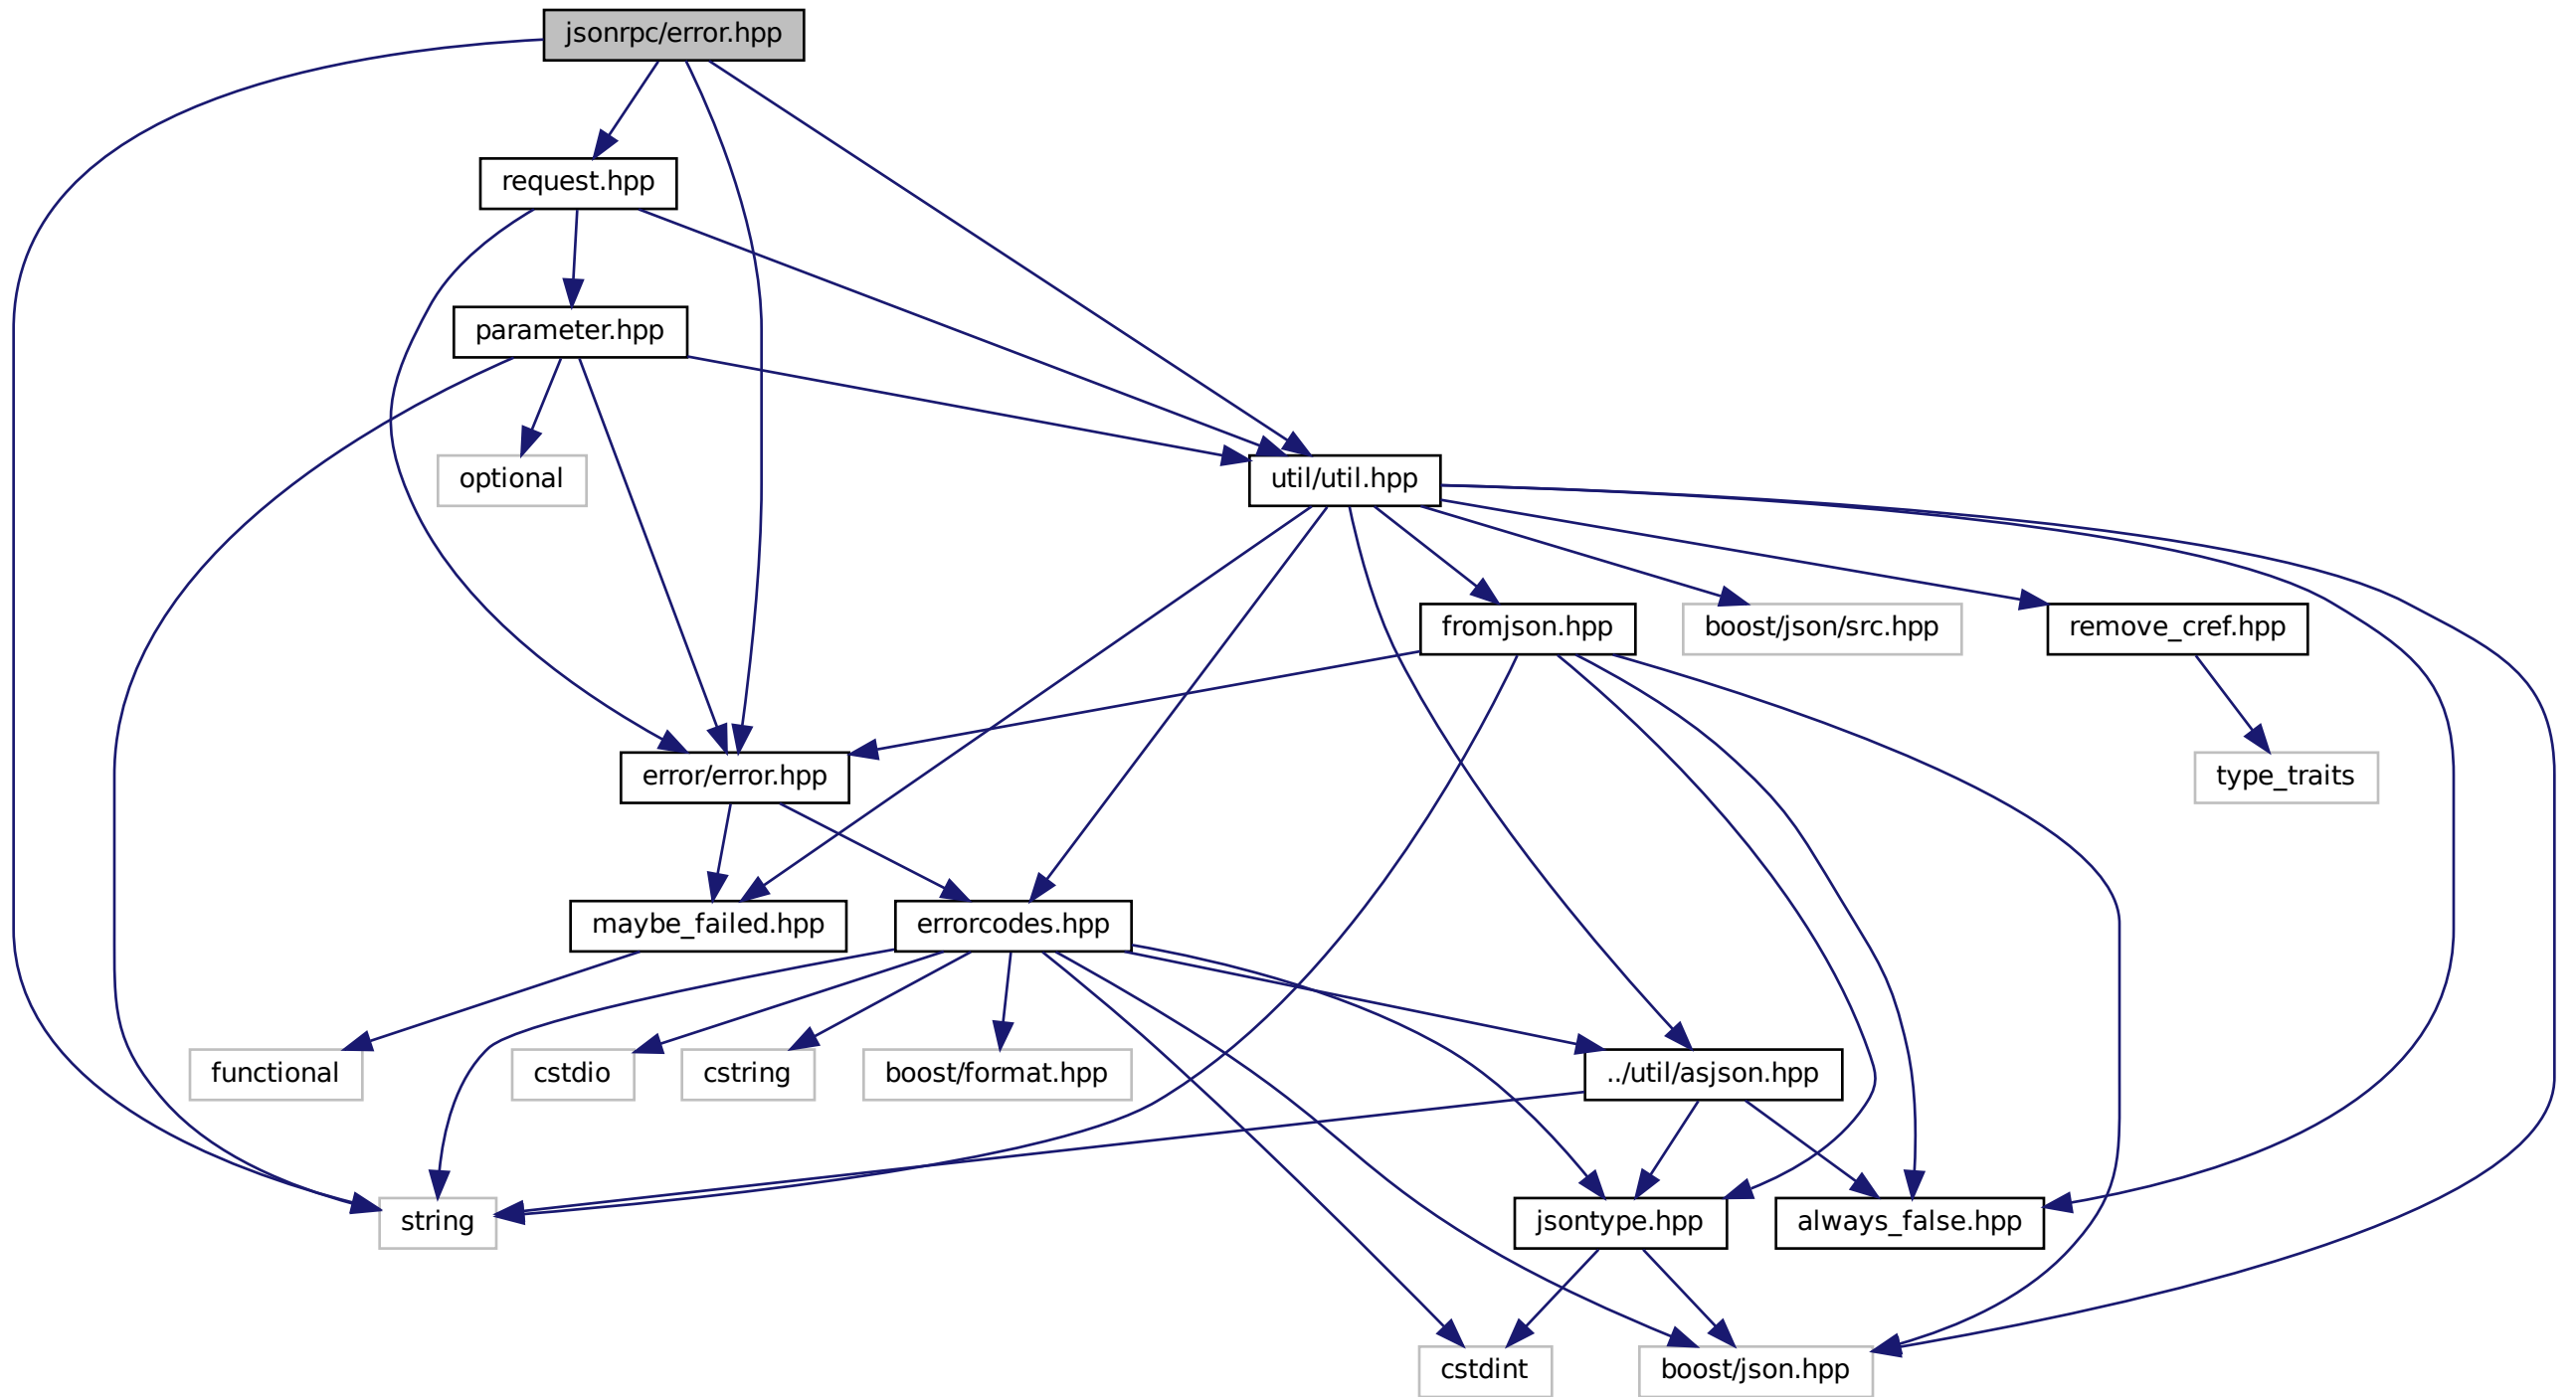 jsonrpc/error.hpp
request.hpp
parameter.hpp
optional
util/util.hpp
fromjson.hpp
boost/json/src.hpp
remove_cref.hpp
error/error.hpp
type_traits
maybe_failed.hpp
errorcodes.hpp
functional
cstdio
cstring
boost/format.hpp
../util/asjson.hpp
string
jsontype.hpp
always_false.hpp
cstdint
boost/json.hpp